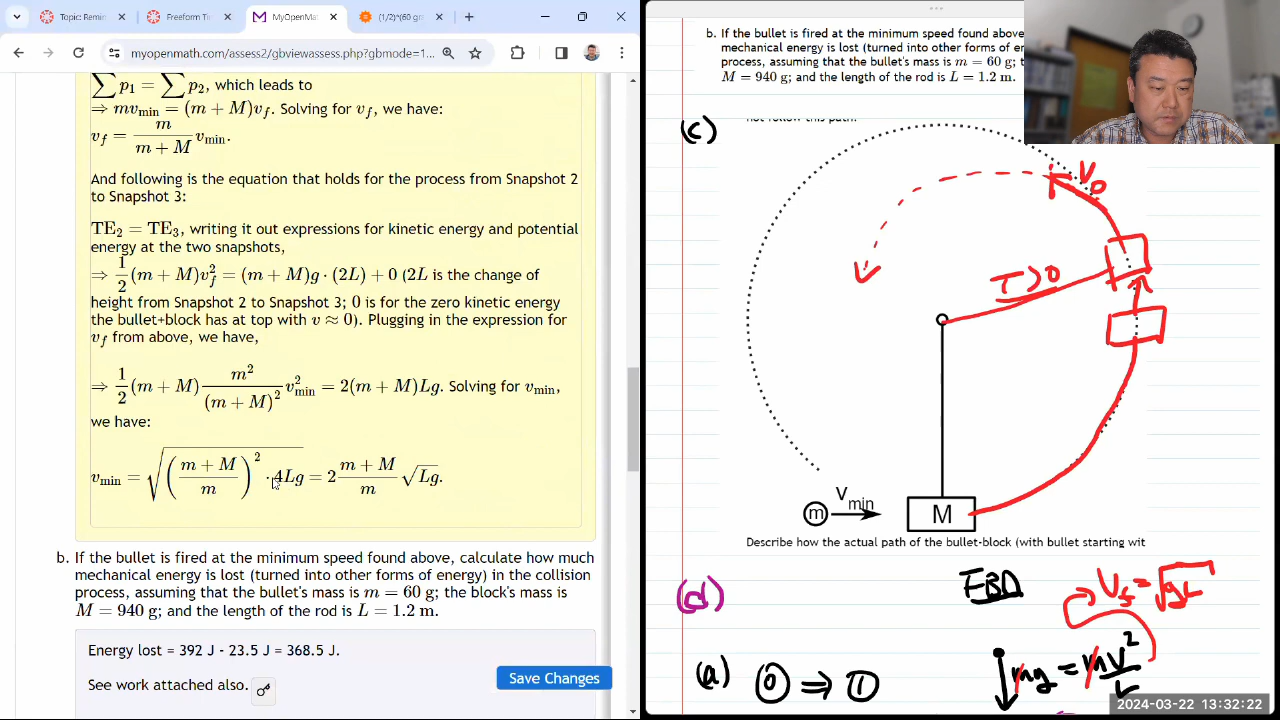 Topic Rem
Freeform T
MyOpenMath
(1/2)*(60 gra
myopenmath.com/assess2/gbviewassess.php?gbmode=1...
∑ p₁ = ∑ p₂, which leads to
⇒ mv_min = (m + M)v_f. Solving for v_f, we have:
v_f = m/(m + M) v_min.
And following is the equation that holds for the process from Snapshot 2
to Snapshot 3:
TE₂ = TE₃, writing it out expressions for kinetic energy and potential
energy at the two snapshots,
⇒ 1/2 (m + M)v_f² = (m + M)g · (2L) + 0 (2L is the change of
height from Snapshot 2 to Snapshot 3; 0 is for the zero kinetic energy
the bullet+block has at top with v ≈ 0). Plugging in the expression for
v_f from above, we have,
⇒ 1/2 (m + M) m²/(m + M)² v²_min = 2(m + M)Lg. Solving for v_min,
we have:
v_min = √(((m + M)/m)² · 4Lg) = 2 (m + M)/m √Lg.
b. If the bullet is fired at the minimum speed found above, calculate how much
mechanical energy is lost (turned into other forms of energy) in the collision
process, assuming that the bullet's mass is m = 60 g; the block's mass is
M = 940 g; and the length of the rod is L = 1.2 m.
Energy lost = 392 J - 23.5 J = 368.5 J.
See work attached also.
Save Changes
b. If the bullet is fired at the minimum speed found above
mechanical energy is lost (turned into other forms of er
process, assuming that the bullet's mass is m = 60 g; t
M = 940 g; and the length of the rod is L = 1.2 m.
(c)
not follow this path.
V₀
T>0
V_min
m
M
Describe how the actual path of the bullet-block (with bullet starting wit
(d)
FBD
V_f = √gL
(a) ⓪ ⇒ ①
mg = mv²/L
2024-03-22 13:32:22